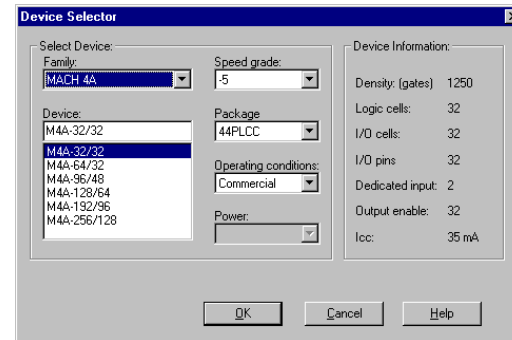 Device Selector
Select Device:
Family:
MACH 4A
Speed grade:
-5
Device:
M4A-32/32
Package
44PLCC
M4A-32/32
M4A-64/32
M4A-96/48
M4A-128/64
M4A-192/96
M4A-256/128
Operating conditions:
Commercial
Power:
Device Information:
Density: (gates) 1250
Logic cells: 32
I/O cells: 32
I/O pins 32
Dedicated input: 2
Output enable: 32
Icc: 35 mA
OK Cancel Help